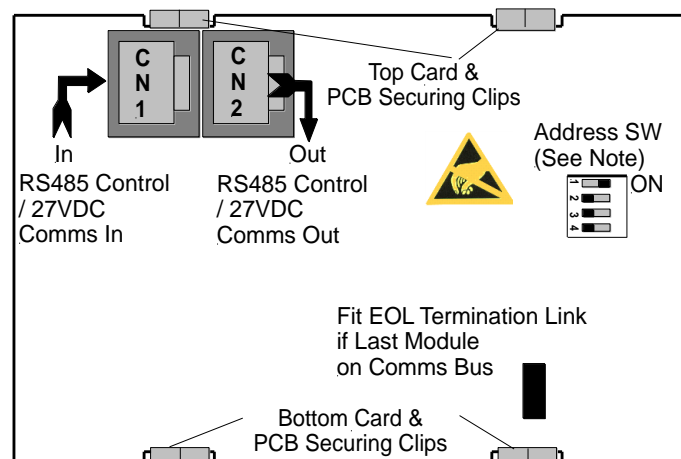 C
N
1
C
N
2
Top Card &
PCB Securing Clips
In
RS485 Control
/ 27VDC
Comms In
Out
RS485 Control
/ 27VDC
Comms Out
Address SW
(See Note)
ON
1
2
3
4
Fit EOL Termination Link
if Last Module
on Comms Bus
Bottom Card &
PCB Securing Clips